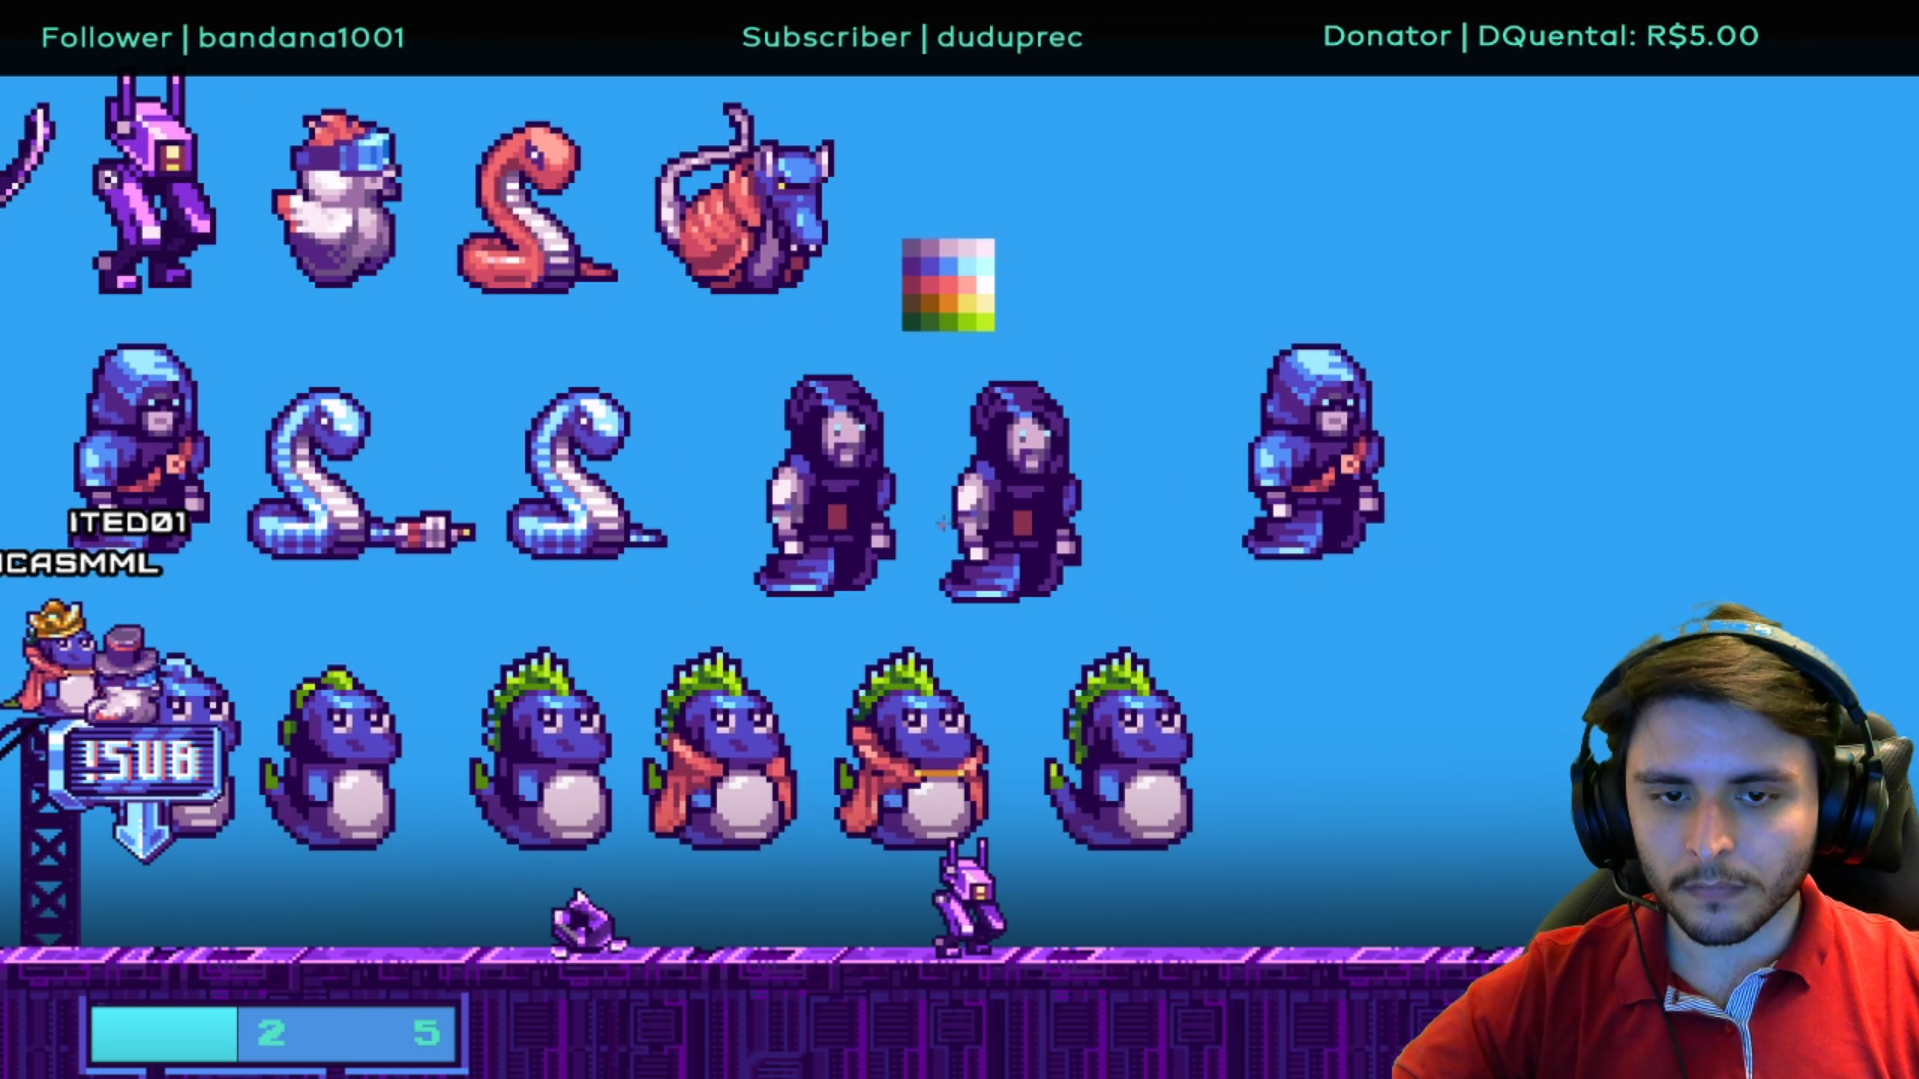 Follower | bandana1001
Subscriber | duduprec
Donator | DQuental: R$5.00
ITED01
CASMML
!SUB
2 5